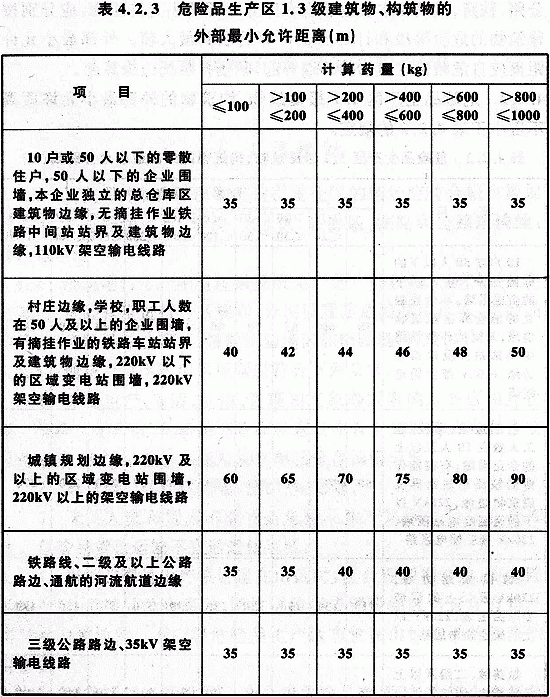 表 4.2.3 危险品生产区 1.3 级建筑物、构筑物的
外部最小允许距离(m)
项 目
计算药量(kg)
≤100
>100
≤200
>200
≤400
>400
≤600
>600
≤800
>800
≤1000
10 户或 50 人以下的零散
住户,50 人以下的企业围
墙,本企业独立的总仓库区
建筑物边缘,无摘挂作业铁
路中间站站界及建筑物边
缘,110kV 架空输电线路
35 35 35 35 35 35
村庄边缘,学校,职工人数
在 50 人及以上的企业围墙,
有摘挂作业的铁路车站站界
及建筑物边缘,220kV 以下
的区域变电站围墙,220kV
架空输电线路
40 42 44 46 48 50
城镇规划边缘,220kV 及
以上的区域变电站围墙,
220kV 以上的架空输电线路
60 65 70 75 80 90
铁路线、二级及以上公路
路边、通航的河流航道边缘
35 35 40 40 40 40
三级公路路边、35kV 架空
输电线路
35 35 35 35 35 35